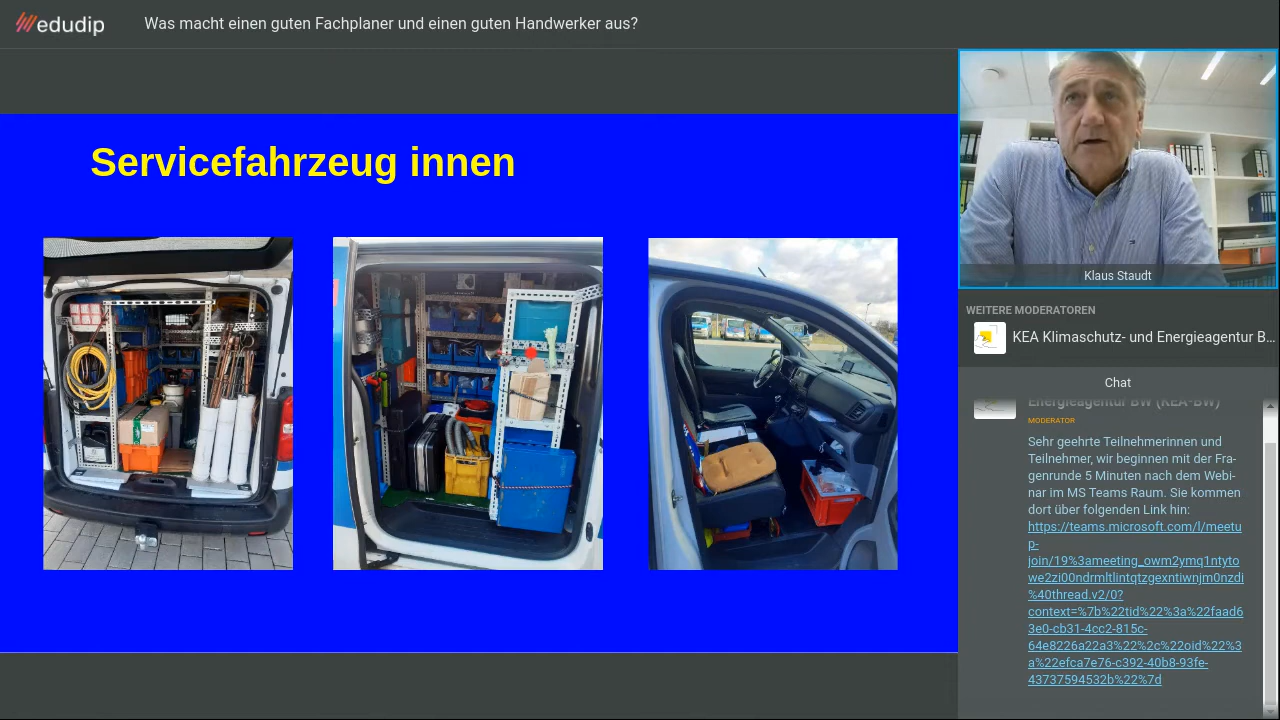 edudip
Was macht einen guten Fachplaner und einen guten Handwerker aus?
Servicefahrzeug innen
Klaus Staudt
WEITERE MODERATOREN
KEA Klimaschutz- und Energieagentur B...
Chat
Energieagentur BW (KEA-BW)
MODERATOR
Sehr geehrte Teilnehmerinnen und
Teilnehmer, wir beginnen mit der Fra-
genrunde 5 Minuten nach dem Webi-
nar im MS Teams Raum. Sie kommen
dort über folgenden Link hin:
https://teams.microsoft.com/l/meetu
p-
join/19%3ameeting_owm2ymq1ntyto
we2zi00ndrmltlintqtzgexntiwnjm0nzdi
%40thread.v2/0?
context=%7b%22tid%22%3a%22faad6
3e0-cb31-4cc2-815c-
64e8226a22a3%22%2c%22oid%22%3
a%22efca7e76-c392-40b8-93fe-
43737594532b%22%7d